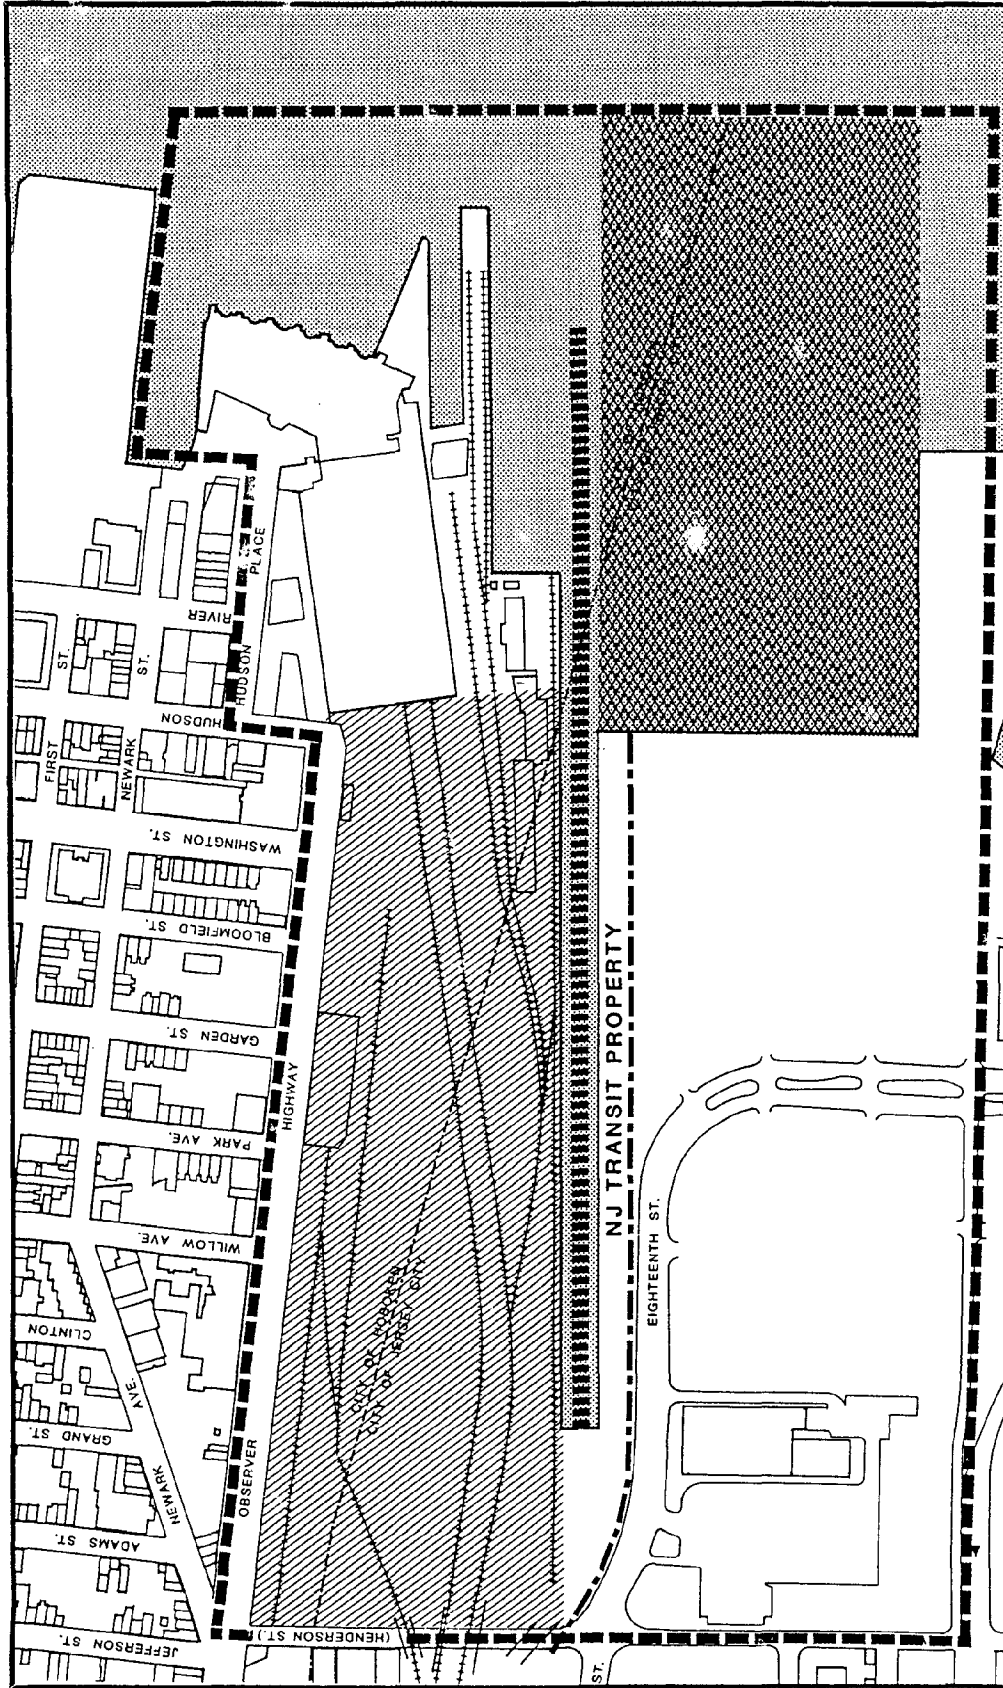 FIRST
ST.
NEWARK
ST.
RIVER
HUDSON
PLACE
HUDSON
WASHINGTON ST.
BLOOMFIELD ST.
GARDEN ST.
PARK AVE.
WILLOW AVE.
CLINTON
GRAND ST.
ADAMS ST.
JEFFERSON ST.
NEWARK
AVE.
OBSERVER
HIGHWAY
(HENDERSON ST.)
CITY OF HOBOKEN
CITY OF JERSEY CITY
NJ TRANSIT PROPERTY
EIGHTEENTH ST.
ST.